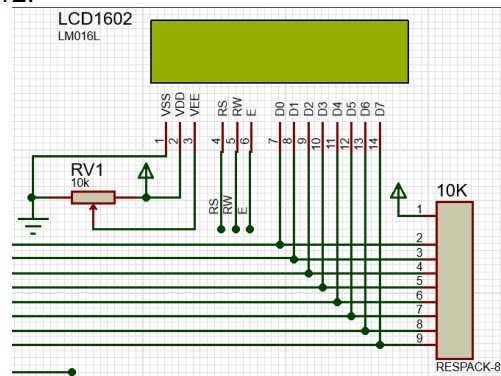 12.
LCD1602
LM016L
VSS
VDD
VEE
RS
RW
E
D0
D1
D2
D3
D4
D5
D6
D7
1
2
3
4
5
6
7
8
9
10
11
12
13
14
RV1
10k
RS
RW
E
10K
1
2
3
4
5
6
7
8
9
RESPACK-8